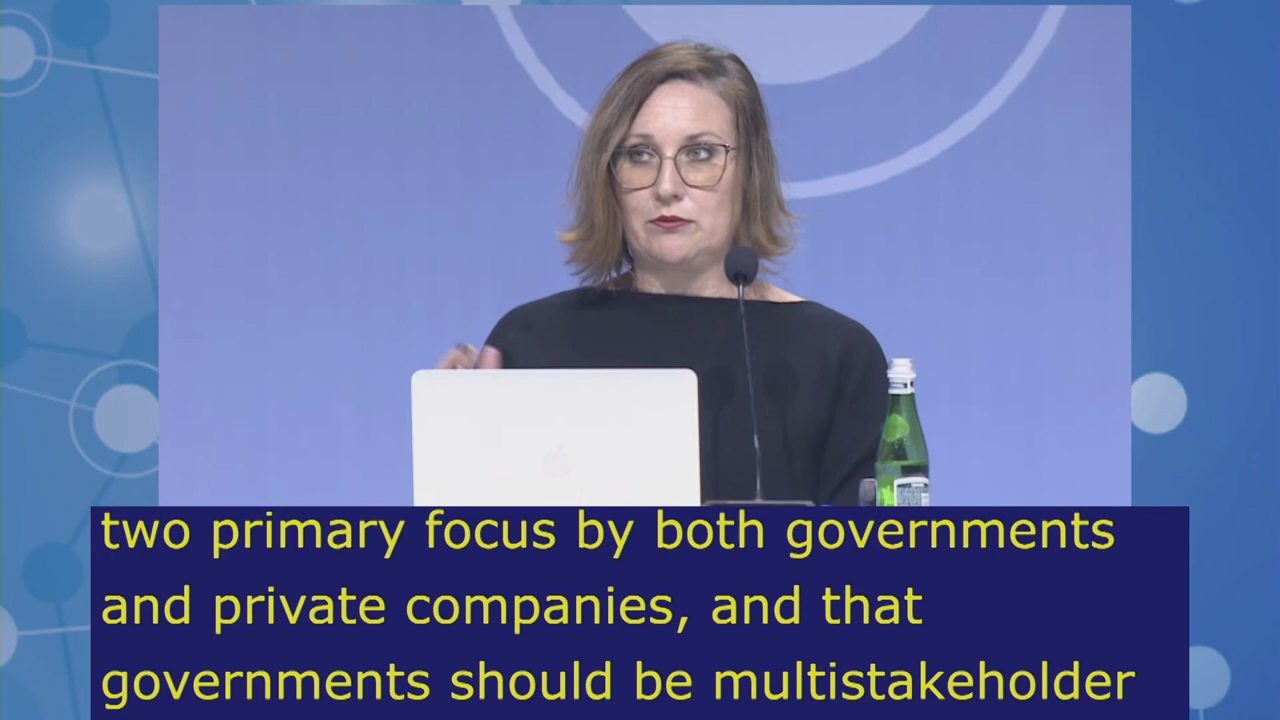 two primary focus by both governments
and private companies, and that
governments should be multistakeholder